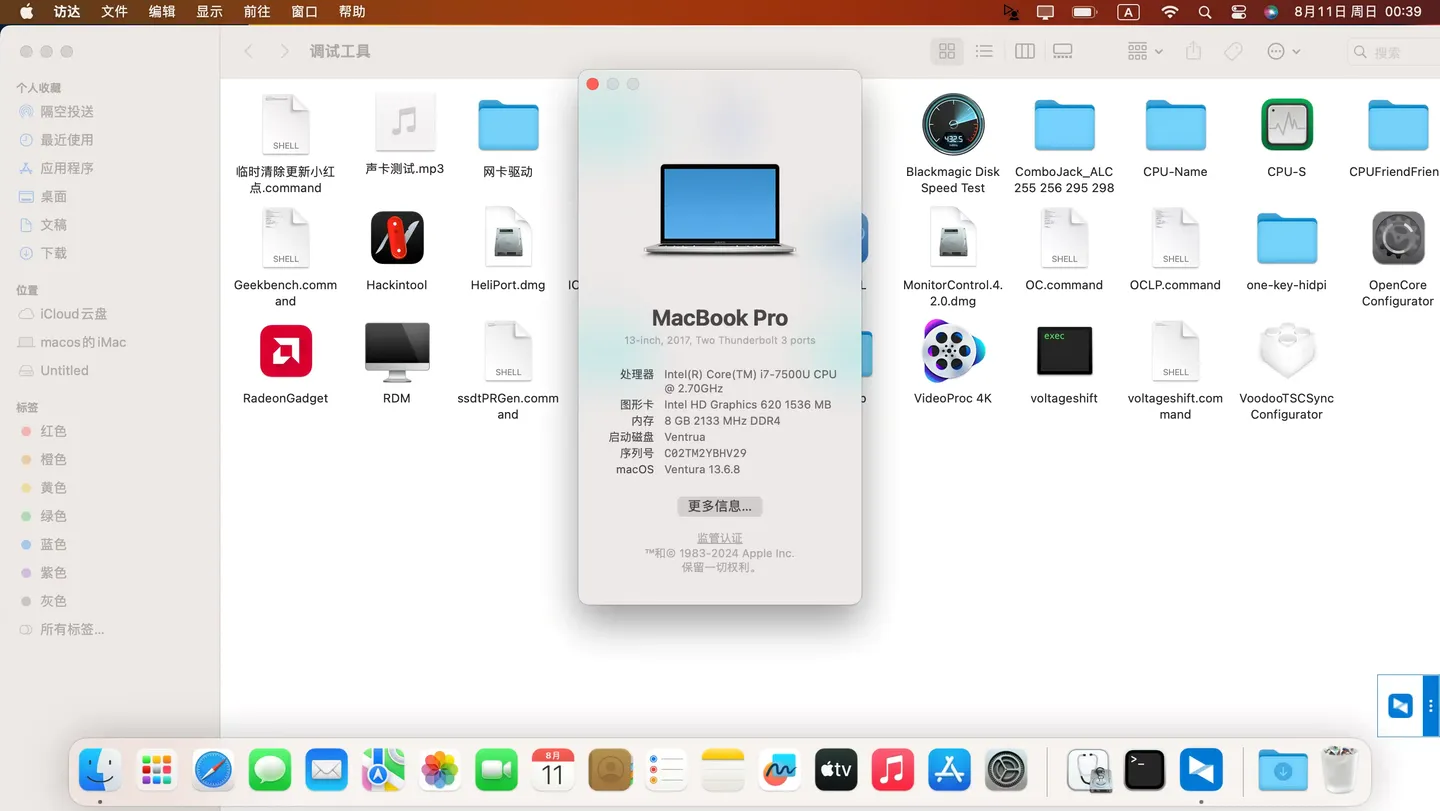 访达 文件 编辑 显示 前往 窗口 帮助
A
8月11日 周日 00:39
调试工具
搜索
个人收藏
隔空投送
最近使用
应用程序
桌面
文稿
下载
位置
iCloud云盘
macos的iMac
Untitled
标签
红色
橙色
黄色
绿色
蓝色
紫色
灰色
所有标签...
SHELL
临时清除更新小红
点.command
声卡测试.mp3
网卡驱动
Blackmagic Disk
Speed Test
ComboJack_ALC
255 256 295 298
CPU-Name
CPU-S
CPUFriendFrien
SHELL
Geekbench.comm
and
Hackintool
HeliPort.dmg
IC
L
MonitorControl.4.
2.0.dmg
SHELL
OC.command
SHELL
OCLP.command
one-key-hidpi
OpenCore
Configurator
RadeonGadget
RDM
SHELL
ssdtPRGen.comm
and
VideoProc 4K
exec
voltageshift
SHELL
voltageshift.com
mand
VoodooTSCSync
Configurator
MacBook Pro
13-inch, 2017, Two Thunderbolt 3 ports
处理器 Intel(R) Core(TM) i7-7500U CPU
@ 2.70GHz
图形卡 Intel HD Graphics 620 1536 MB
内存 8 GB 2133 MHz DDR4
启动磁盘 Ventrua
序列号 C02TM2YBHV29
macOS Ventura 13.6.8
更多信息...
监管认证
™和© 1983-2024 Apple Inc.
保留一切权利。
8月
11
tv